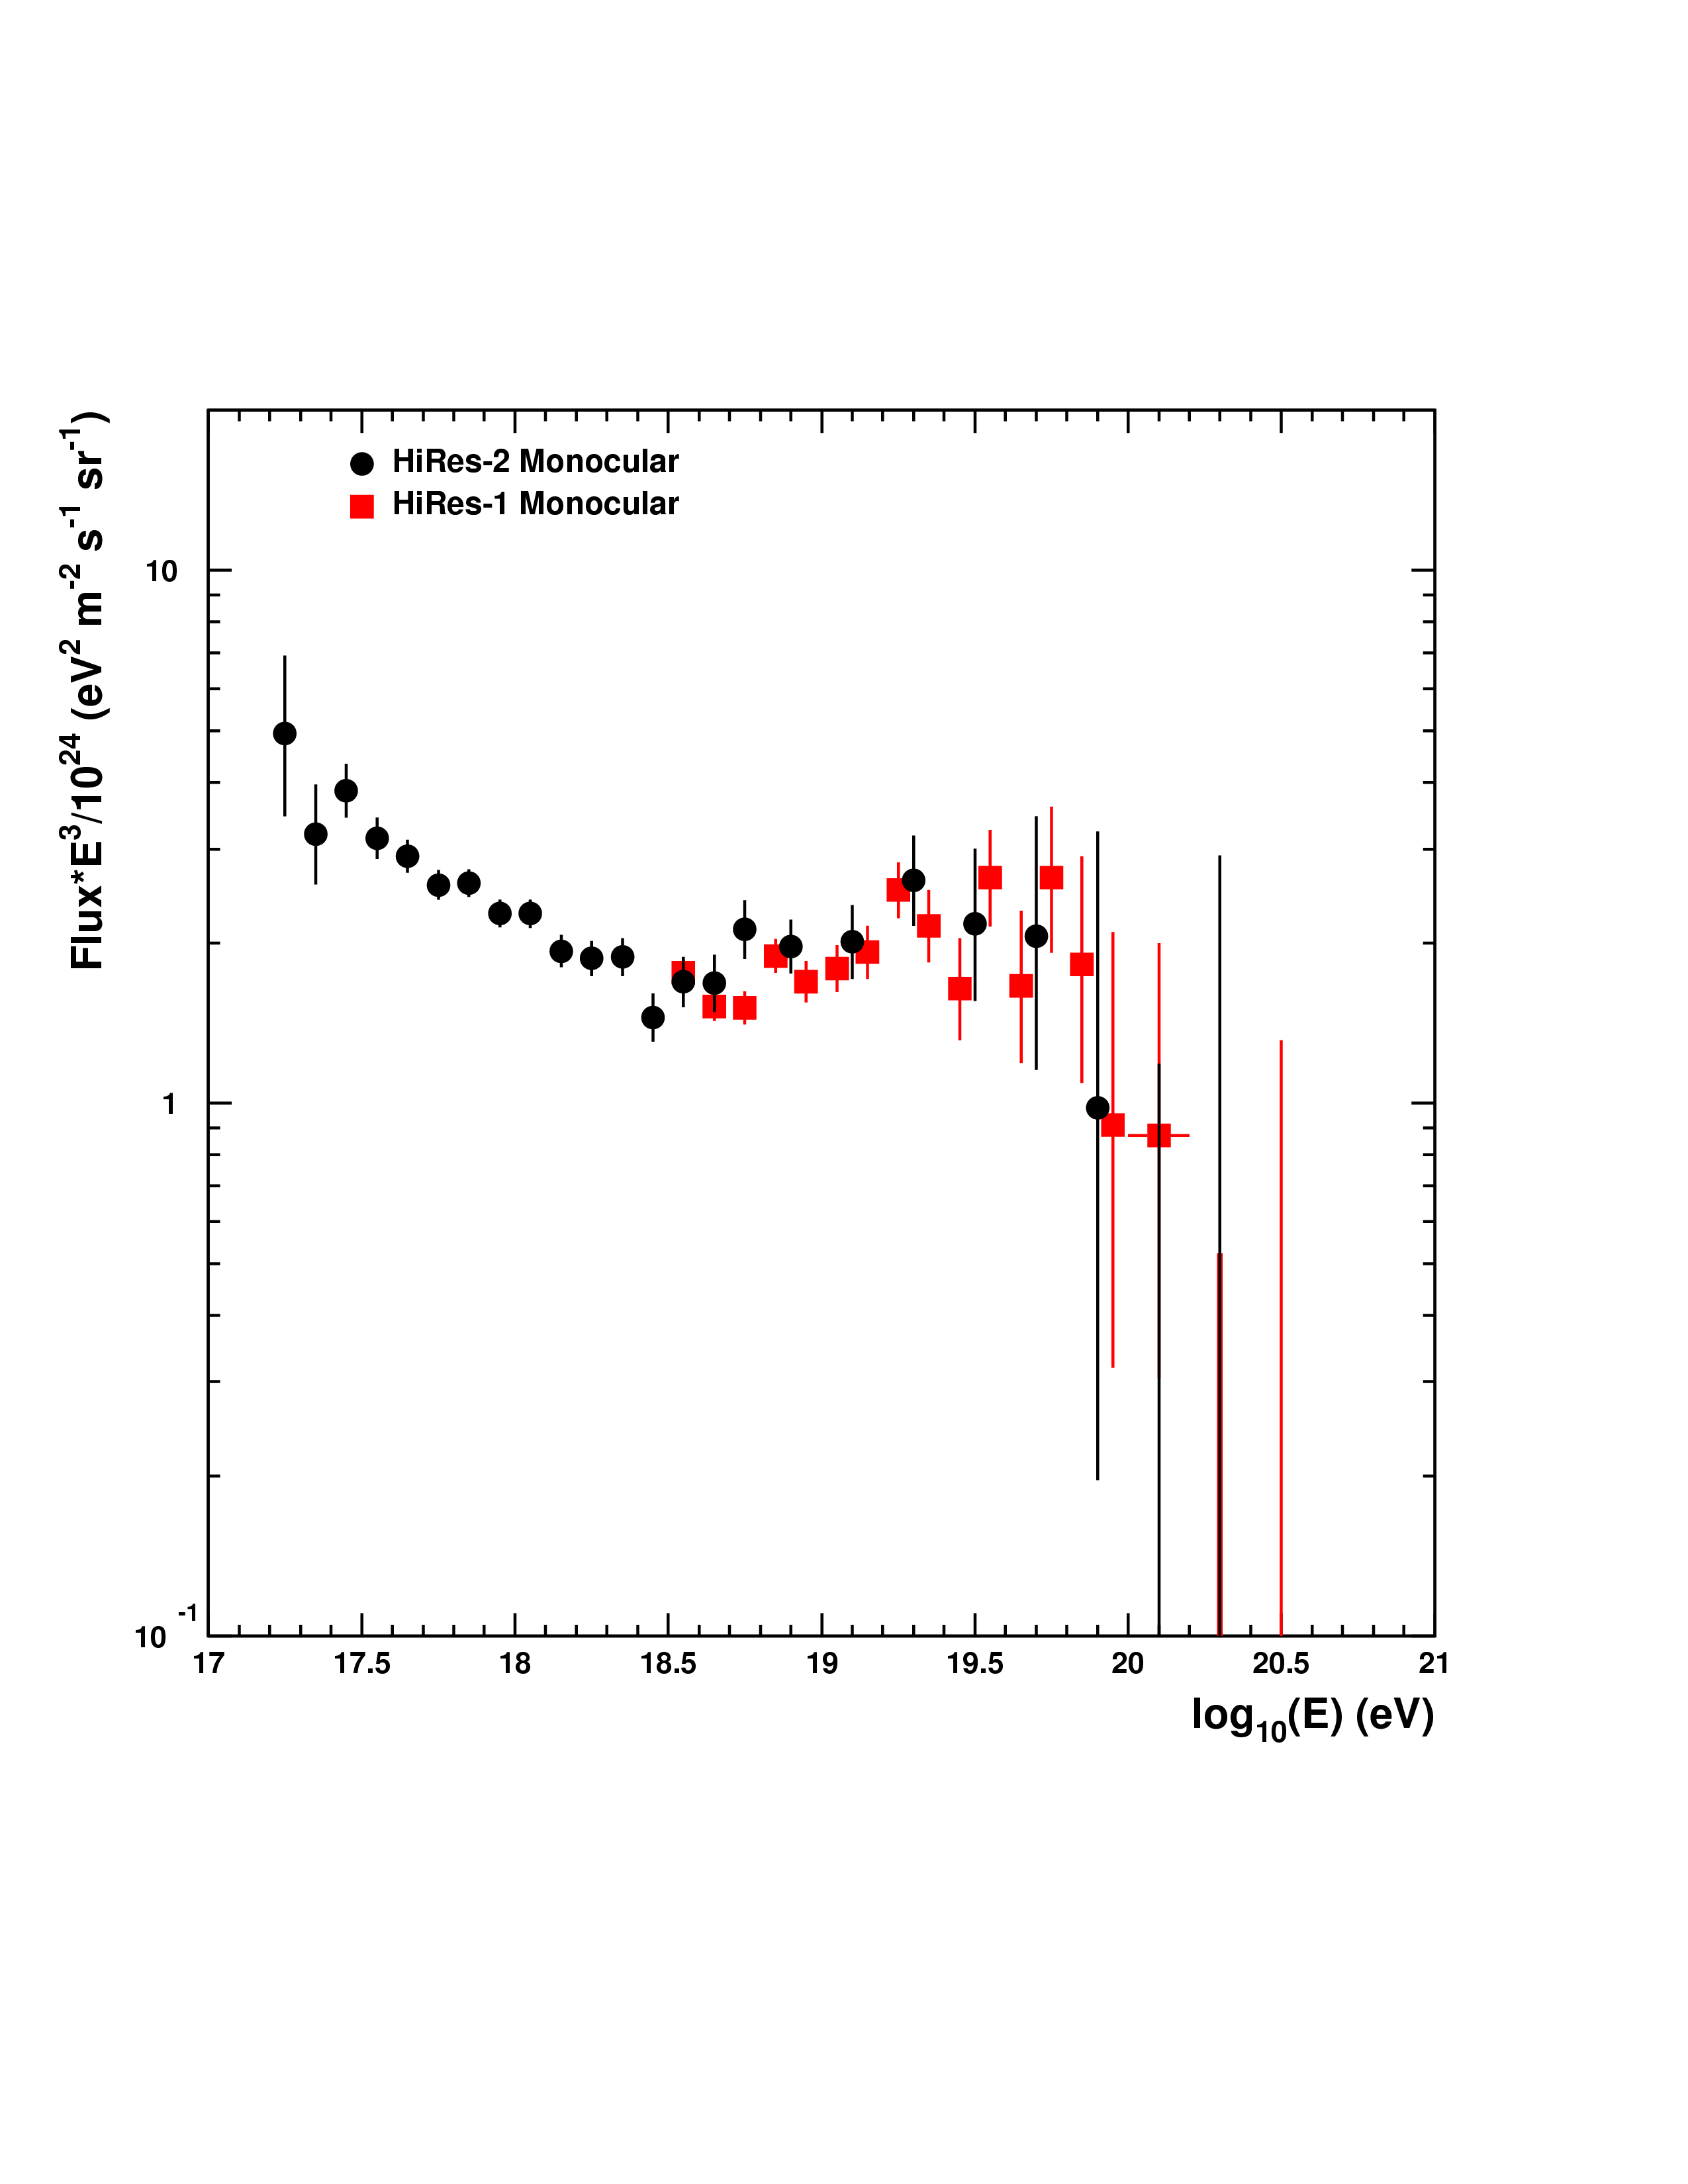 HiRes-2 Monocular
HiRes-1 Monocular
Flux*E³/10²⁴ (eV² m⁻² s⁻¹ sr⁻¹)
10
1
10⁻¹
17 17.5 18 18.5 19 19.5 20 20.5 21
log₁₀(E) (eV)